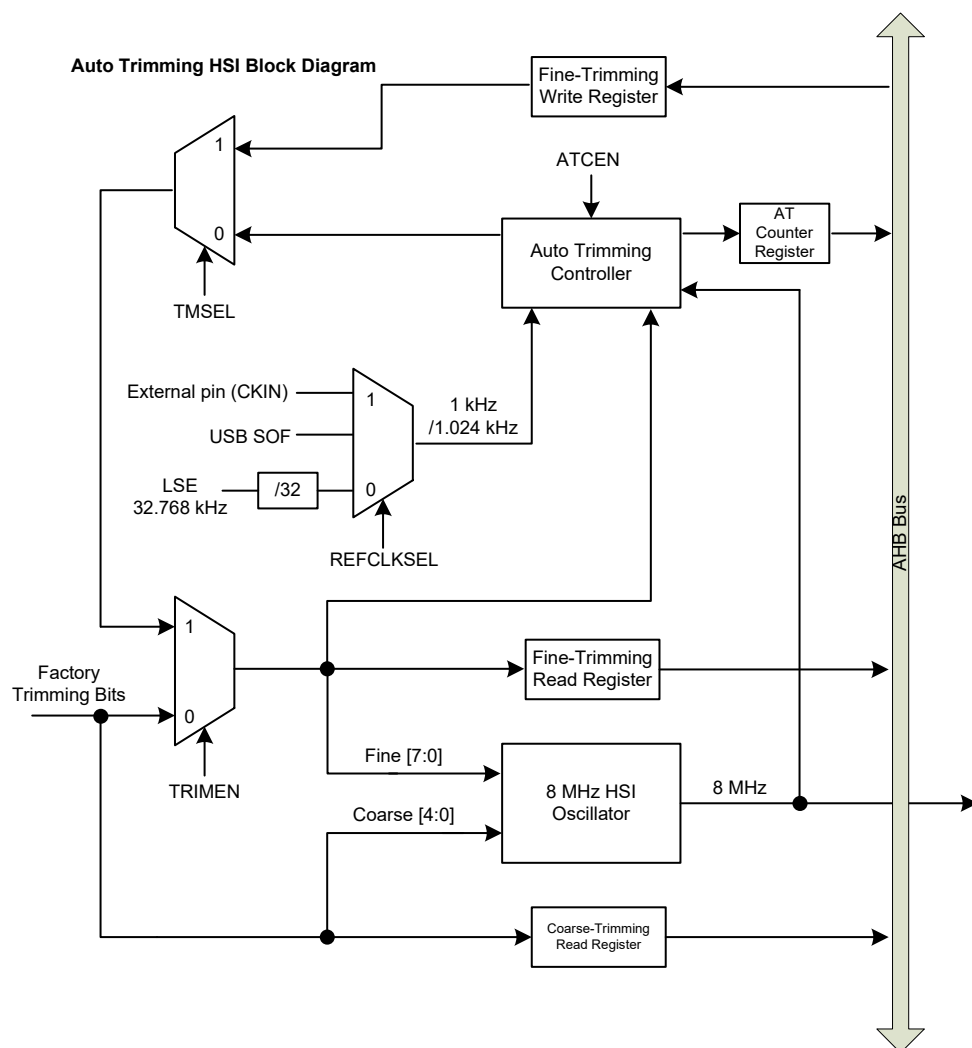 Auto Trimming HSI Block Diagram
Fine-Trimming
Write Register
ATCEN
1
0
TMSEL
Auto Trimming
Controller
AT
Counter
Register
External pin (CKIN)
USB SOF
LSE
32.768 kHz
/32
1
0
REFCLKSEL
1 kHz
/1.024 kHz
AHB Bus
Factory
Trimming Bits
1
0
TRIMEN
Fine-Trimming
Read Register
Fine [7:0]
Coarse [4:0]
8 MHz HSI
Oscillator
8 MHz
Coarse-Trimming
Read Register